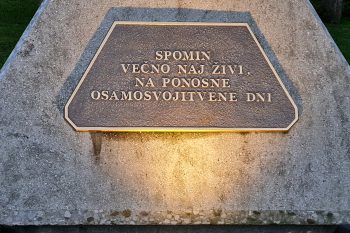 SPOMIN
VEČNO NAJ ŽIVI,
NA PONOSNE
OSAMOSVOJITVENE DNI